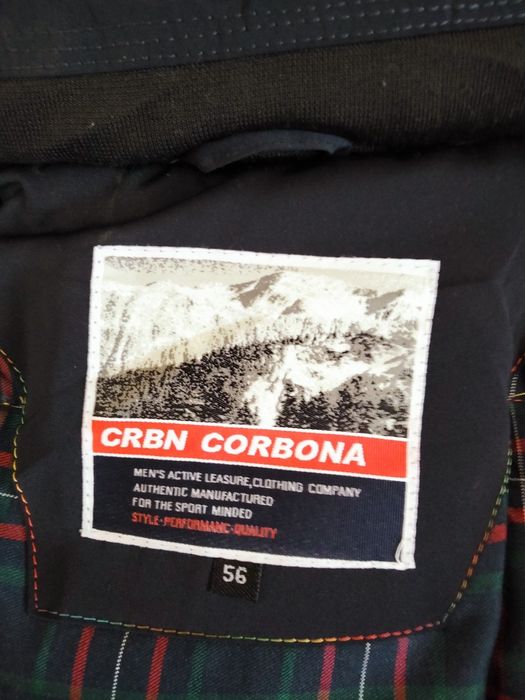 CRBN CORBONA
MEN'S ACTIVE LEASURE,CLOTHING COMPANY
AUTHENTIC MANUFACTURED
FOR THE SPORT MINDED
STYLE·PERFORMANC·QUALITY
56